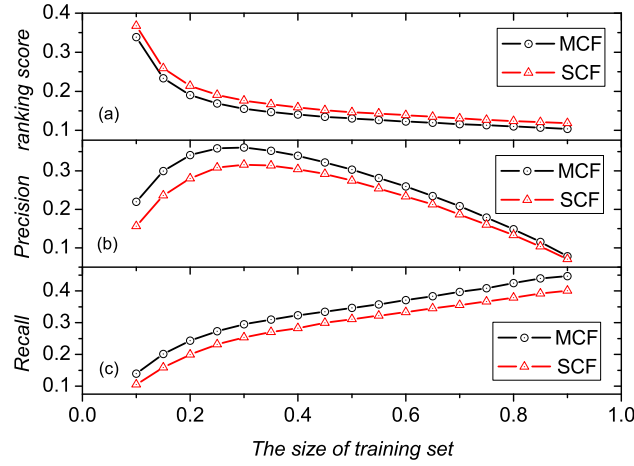 0.4
0.3
0.2
0.1
ranking score
(a)
MCF
SCF
0.3
0.2
0.1
Precision
(b)
MCF
SCF
0.4
0.3
0.2
0.1
Recall
(c)
MCF
SCF
0.0 0.2 0.4 0.6 0.8 1.0
The size of training set